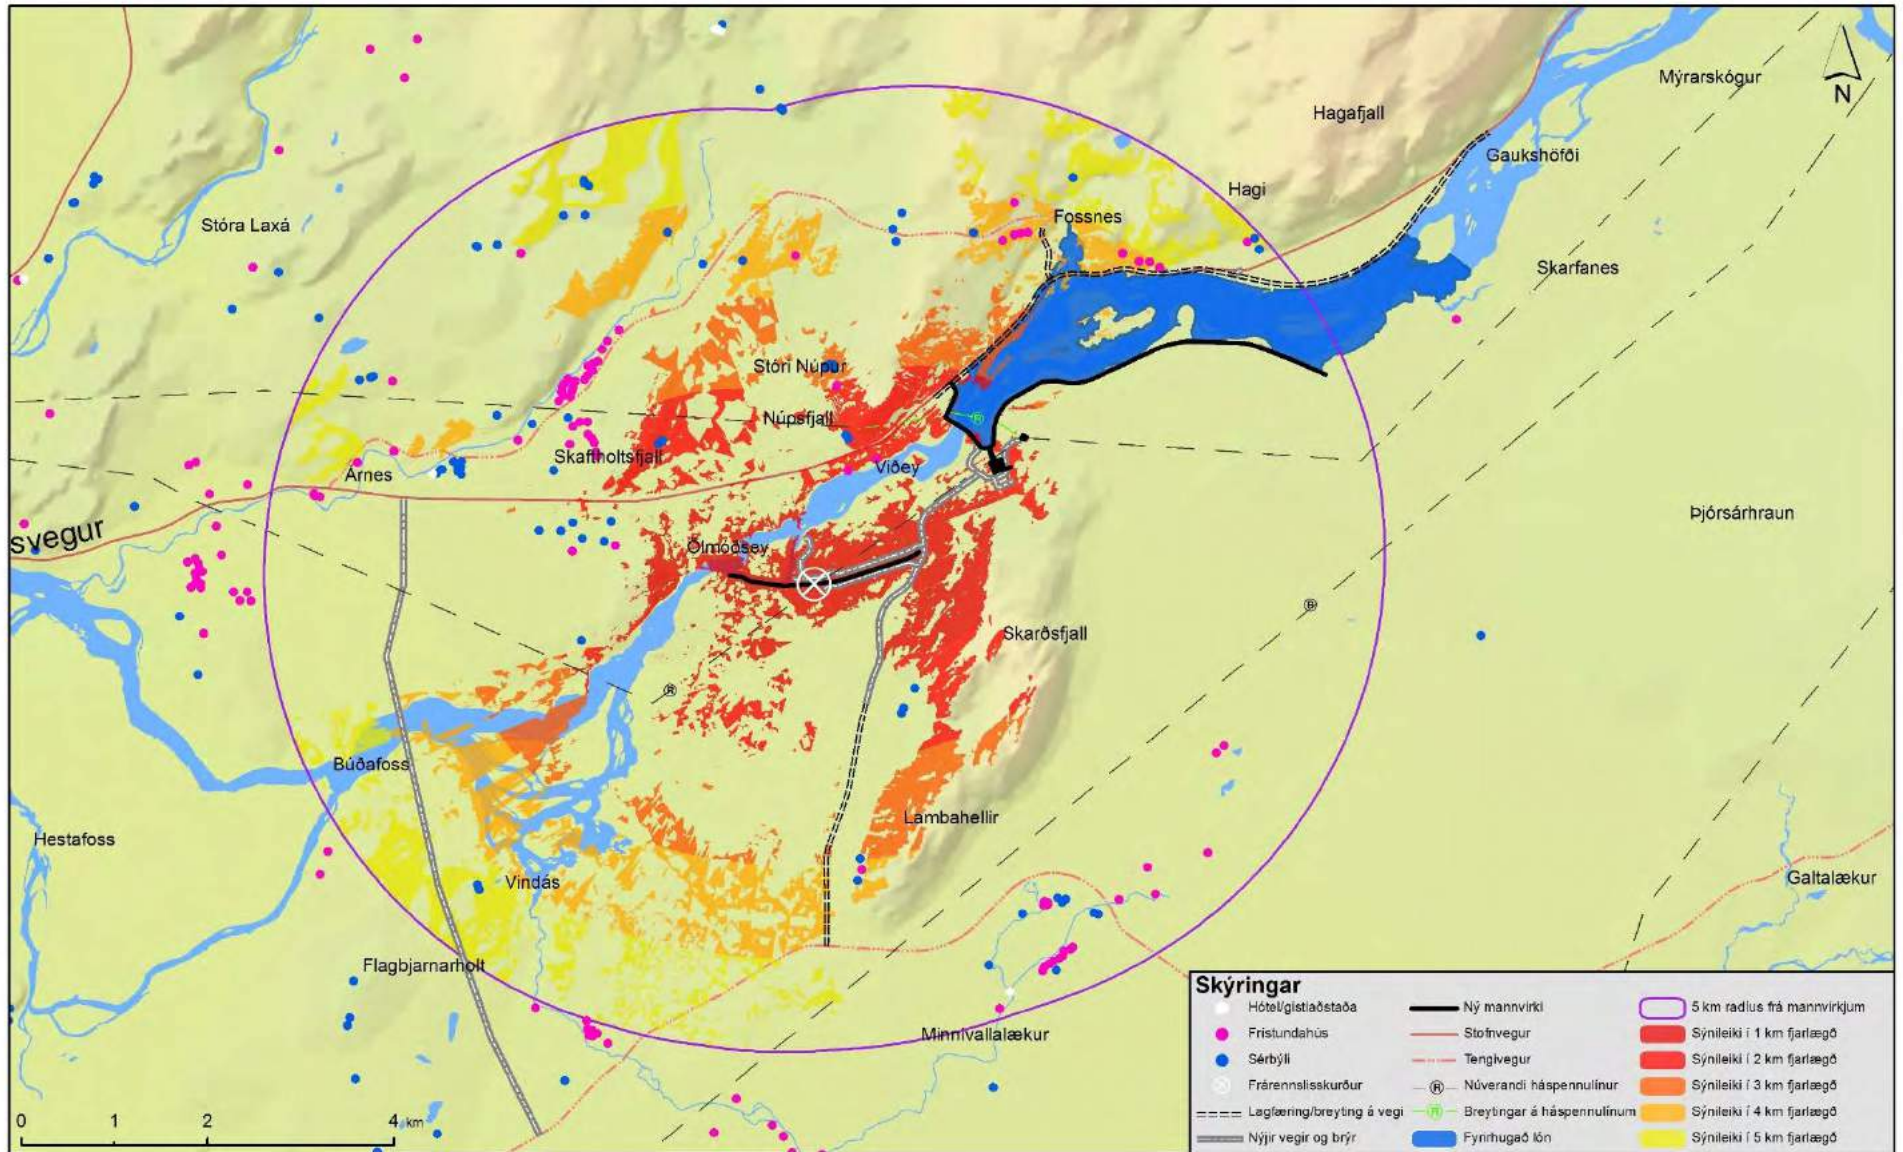 Mýrarskógur
N
Hagafjall
Gaukshöfði
Hagi
Fossnes
Stóra Laxá
Skarfanes
Stóri Núpur
Núpsfjall
Skaftholtsfjall
Viðey
Árnes
Þjórsárhraun
svegur
Ölmóðsey
Skarðsfjall
Búðafoss
Lambahellir
Hestafoss
Vindás
Galtalækur
Flagbjarnarholt
Minnivallalækur
0 1 2 4 km
Skýringar
Hótel/gistiaðstaða
Frístundahús
Sérbýli
Frárennslisskurður
Lagfæring/breyting á vegi
Nýjir vegir og brýr
Ný mannvirki
Stofnvegur
Tengivegur
Núverandi háspennulínur
Breytingar á háspennulínum
Fyrirhugað lón
5 km radíus frá mannvirkjum
Sýnileiki í 1 km fjarlægð
Sýnileiki í 2 km fjarlægð
Sýnileiki í 3 km fjarlægð
Sýnileiki í 4 km fjarlægð
Sýnileiki í 5 km fjarlægð